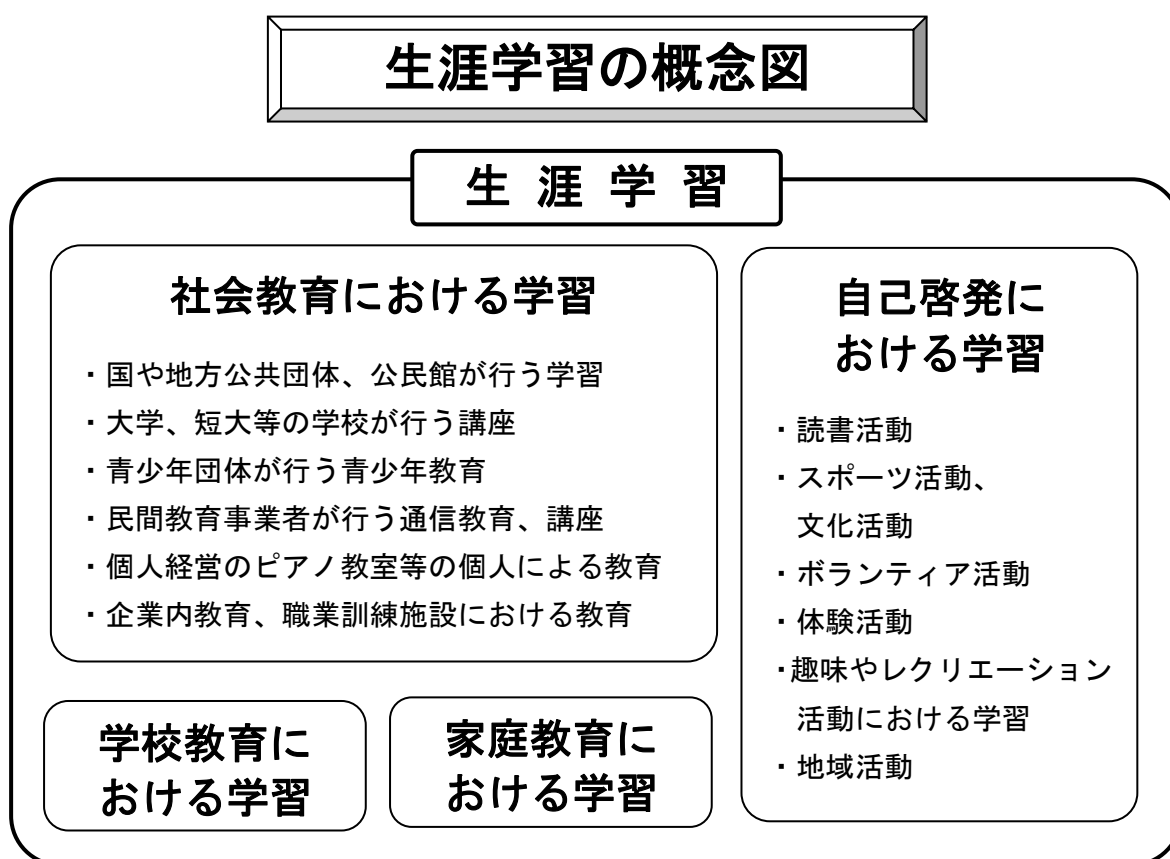 生涯学習の概念図
生 涯 学 習
社会教育における学習
・国や地方公共団体、公民館が行う学習
・大学、短大等の学校が行う講座
・青少年団体が行う青少年教育
・民間教育事業者が行う通信教育、講座
・個人経営のピアノ教室等の個人による教育
・企業内教育、職業訓練施設における教育
自己啓発に
おける学習
・読書活動
・スポーツ活動、
文化活動
・ボランティア活動
・体験活動
・趣味やレクリエーション
活動における学習
・地域活動
学校教育に
おける学習
家庭教育に
おける学習